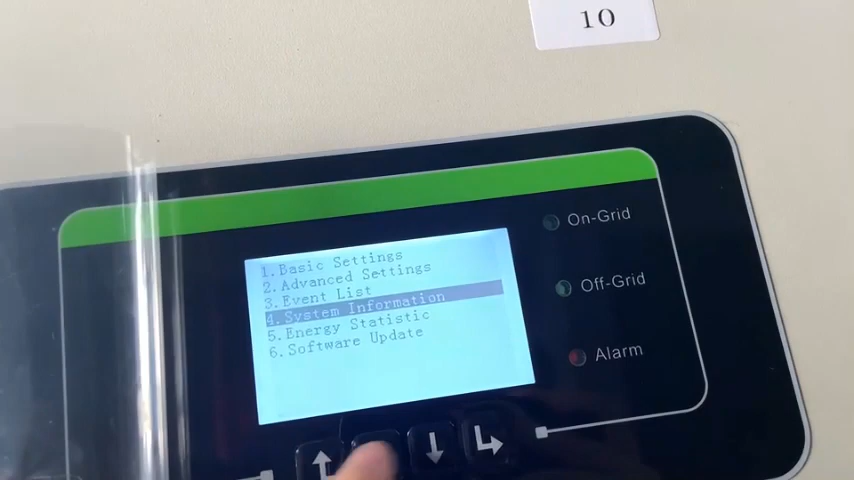 10
On-Grid
1.Basic Settings
2.Advanced Settings
3.Event List
4.System Information
5.Energy Statistic
6.Software Update
Off-Grid
Alarm